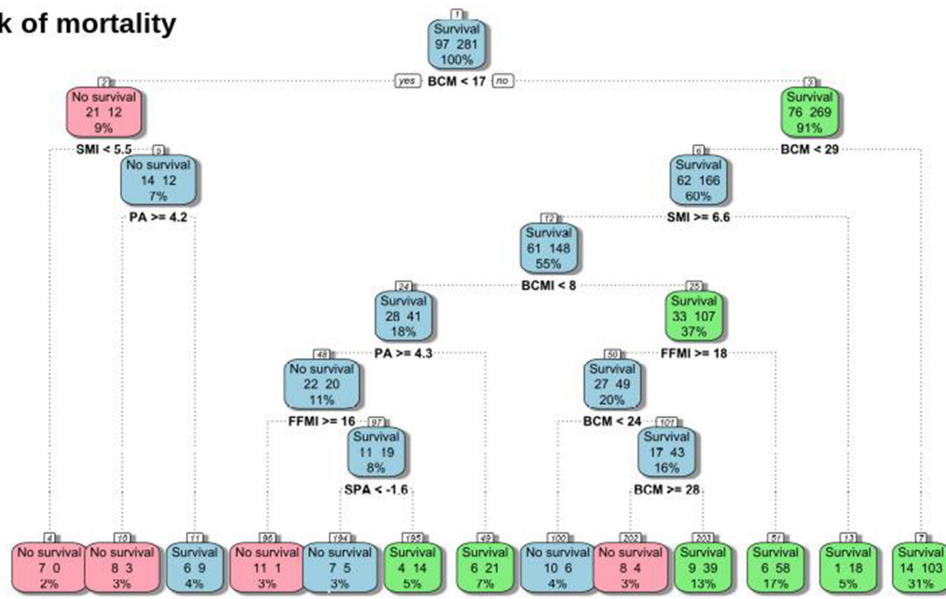 k of mortality
1
Survival
97 281
100%
yes BCM < 17 no
2
No survival
21 12
9%
3
Survival
76 269
91%
SMI < 5.5
BCM < 29
5
No survival
14 12
7%
6
Survival
62 166
60%
PA >= 4.2
SMI >= 6.6
12
Survival
61 148
55%
BCMI < 8
24
Survival
28 41
18%
25
Survival
33 107
37%
PA >= 4.3
FFMI >= 18
48
No survival
22 20
11%
50
Survival
27 49
20%
FFMI >= 16
BCM < 24
97
Survival
11 19
8%
101
Survival
17 43
16%
SPA < -1.6
BCM >= 28
4
No survival
7 0
2%
10
No survival
8 3
3%
11
Survival
6 9
4%
96
No survival
11 1
3%
194
No survival
7 5
3%
195
Survival
4 14
5%
49
Survival
6 21
7%
100
No survival
10 6
4%
202
No survival
8 4
3%
203
Survival
9 39
13%
51
Survival
6 58
17%
13
Survival
1 18
5%
7
Survival
14 103
31%